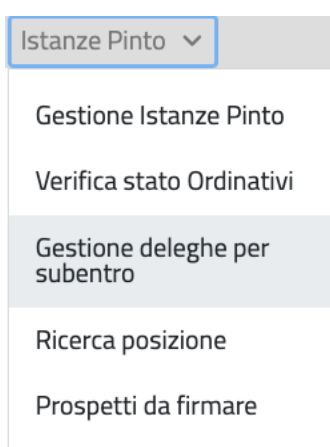 Istanze Pinto
Gestione Istanze Pinto
Verifica stato Ordinativi
Gestione deleghe per
subentro
Ricerca posizione
Prospetti da firmare